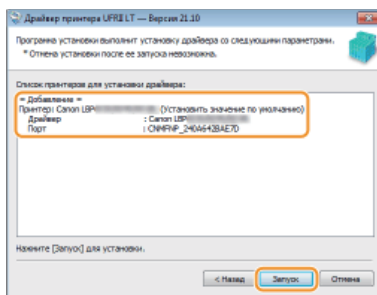 Драйвер принтера UFRII LT — Версия 21.10
Программа установки выполнит установку драйвера со следующими параметрами.
* Отмена установки после ее запуска невозможна.
Список принтеров для установки драйвера:
= Добавление =
Принтер: Canon LBP (Установить значение по умолчанию)
Драйвер : Canon LBP
Порт : CNMFNP_240A642BAE7D
Нажмите [Запуск] для установки.
< Назад Запуск Отмена